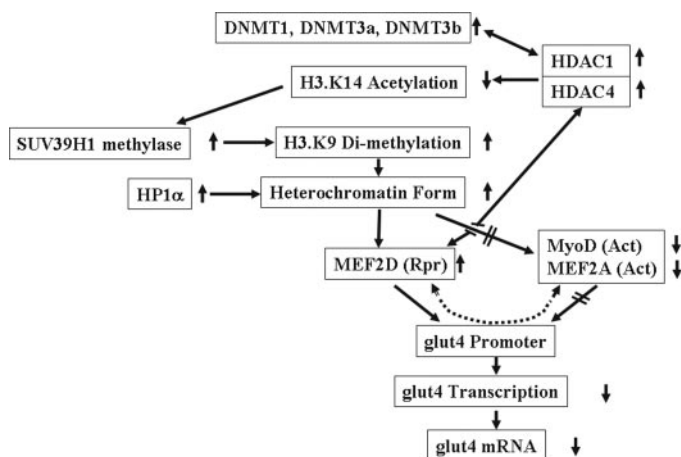 DNMT1, DNMT3a, DNMT3b
HDAC1
HDAC4
H3.K14 Acetylation
SUV39H1 methylase
H3.K9 Di-methylation
HP1α
Heterochromatin Form
MEF2D (Rpr)
MyoD (Act)
MEF2A (Act)
glut4 Promoter
glut4 Transcription
glut4 mRNA